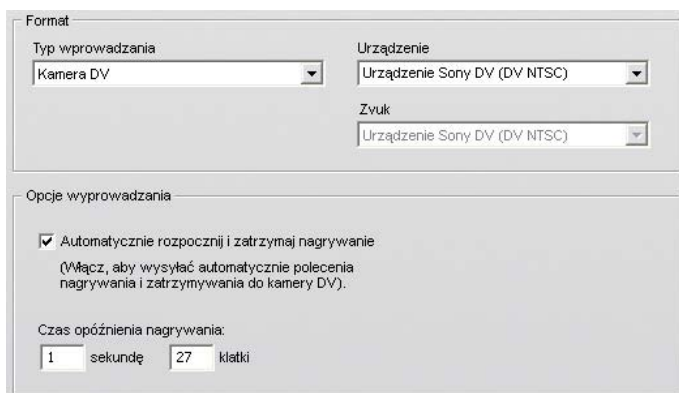 Format
Typ wprowadzania
Urządzenie
Kamera DV
Urządzenie Sony DV (DV NTSC)
Zvuk
Urządzenie Sony DV (DV NTSC)
Opcje wyprowadzania
Automatycznie rozpocznij i zatrzymaj nagrywanie
(Włącz, aby wysyłać automatycznie polecenia
nagrywania i zatrzymywania do kamery DV).
Czas opóźnienia nagrywania:
1 sekundę 27 klatki